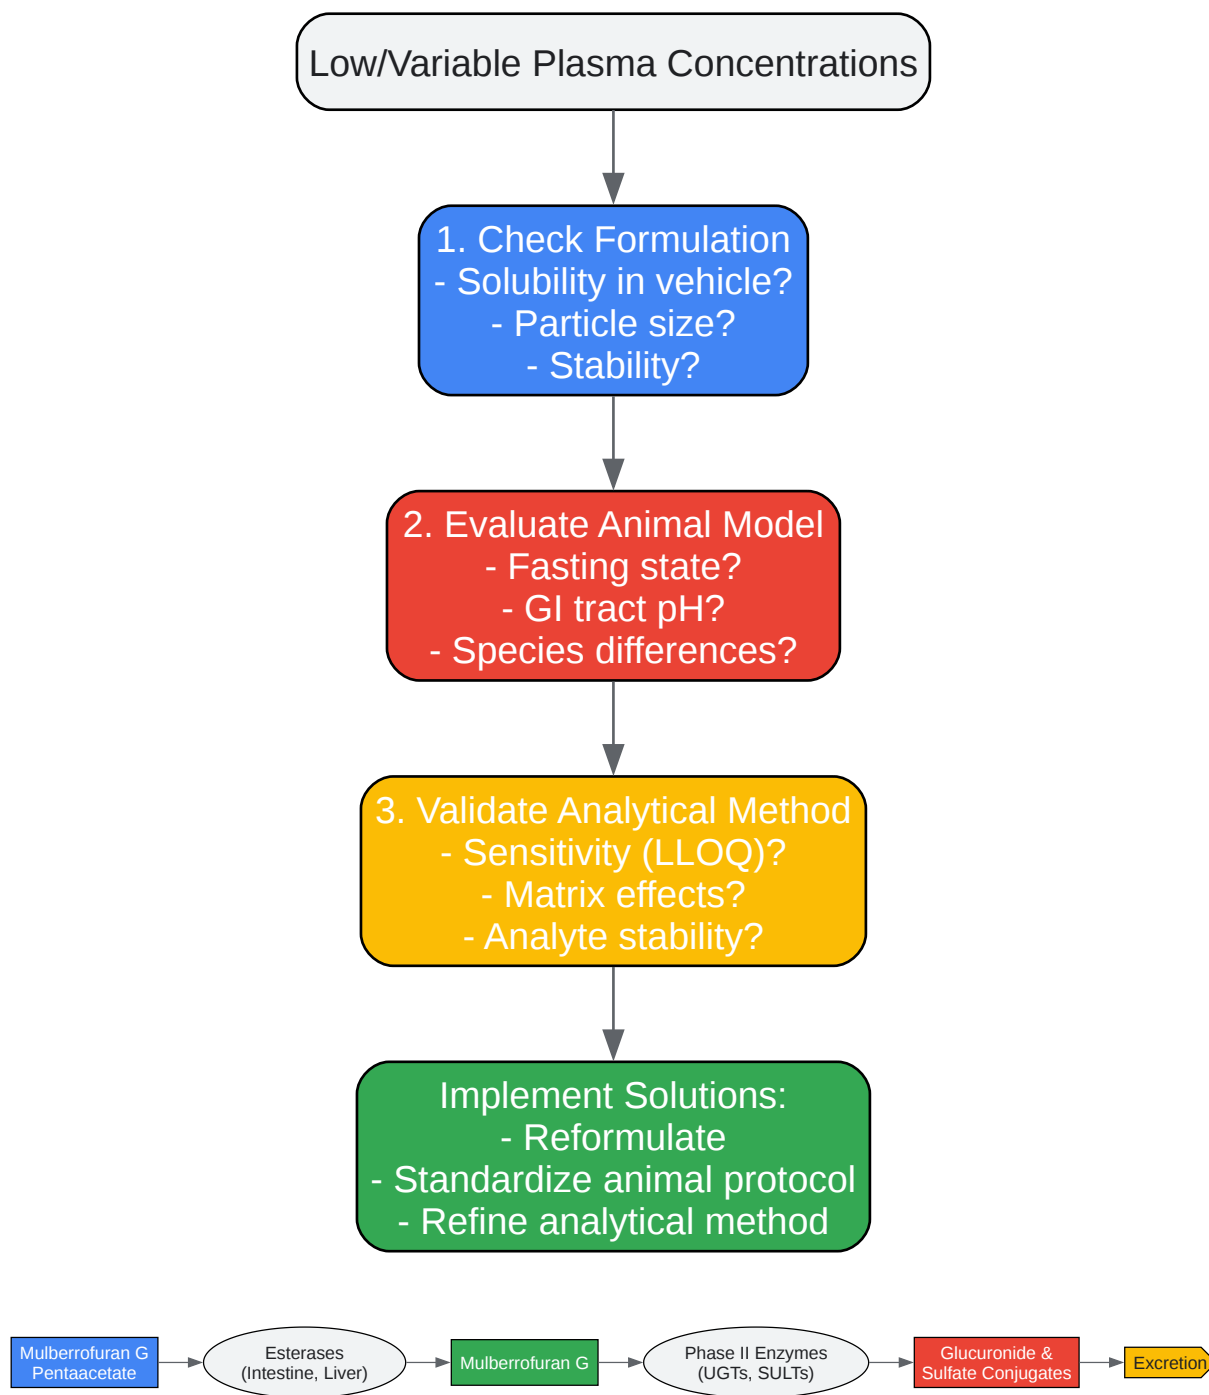 Low/Variable Plasma Concentrations
1. Check Formulation
- Solubility in vehicle?
- Particle size?
- Stability?
2. Evaluate Animal Model
- Fasting state?
- GI tract pH?
- Species differences?
3. Validate Analytical Method
- Sensitivity (LLOQ)?
- Matrix effects?
- Analyte stability?
Implement Solutions:
- Reformulate
- Standardize animal protocol
- Refine analytical method
Mulberrofuran G
Pentaacetate
Esterases
(Intestine, Liver)
Mulberrofuran G
Phase II Enzymes
(UGTs, SULTs)
Glucuronide &
Sulfate Conjugates
Excretion